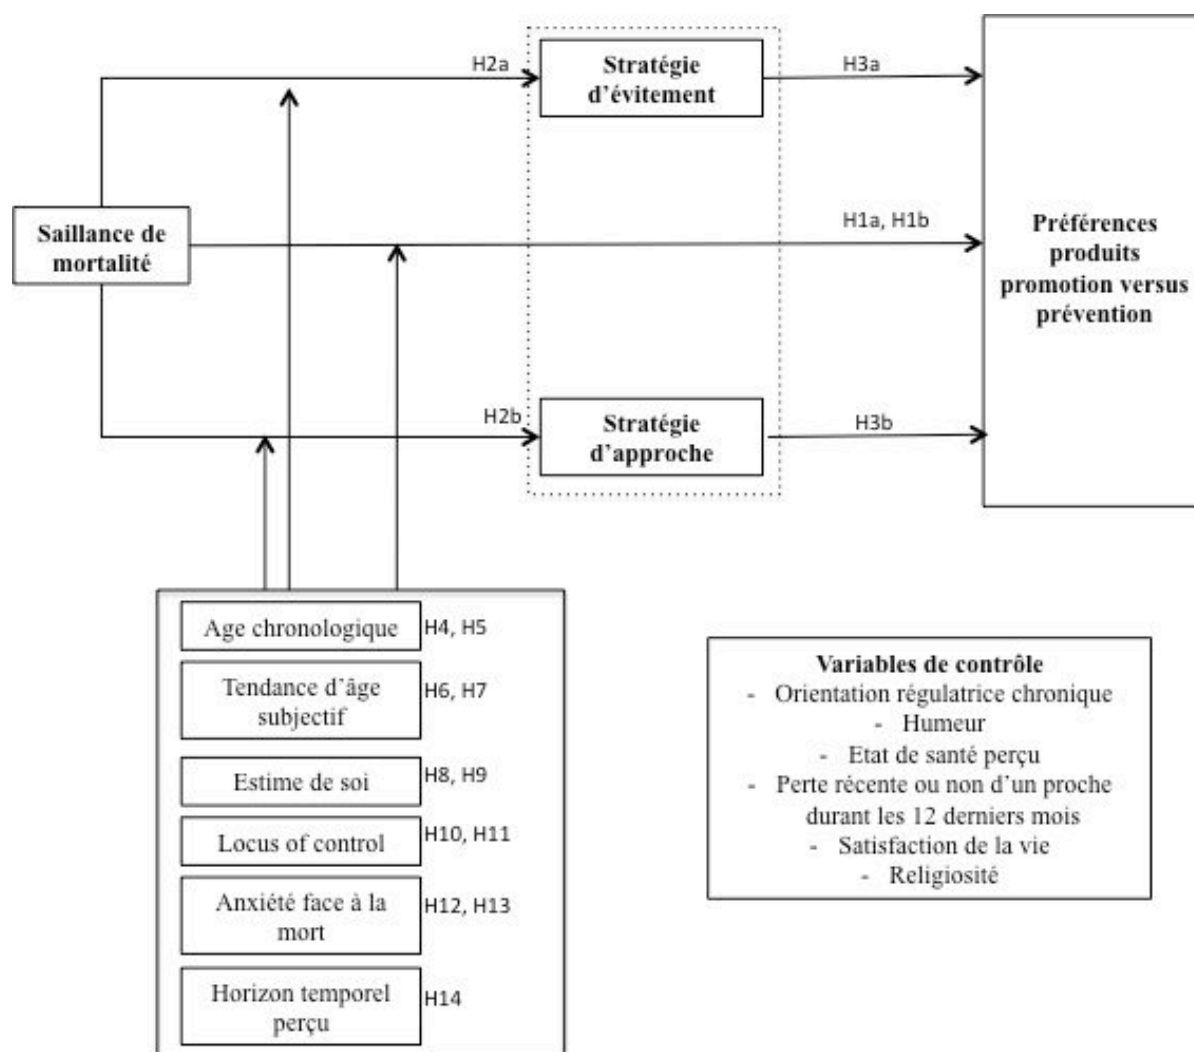 H2a
Stratégie
d'évitement
H3a
Saillance de
mortalité
H1a, H1b
Préférences
produits
promotion versus
prévention
H2b
Stratégie
d'approche
H3b
Age chronologique
H4, H5
Tendance d'âge
subjectif
H6, H7
Estime de soi
H8, H9
Locus of control
H10, H11
Anxiété face à la
mort
H12, H13
Horizon temporel
perçu
H14
Variables de contrôle
- Orientation régulatrice chronique
- Humeur
- Etat de santé perçu
- Perte récente ou non d'un proche
durant les 12 derniers mois
- Satisfaction de la vie
- Religiosité